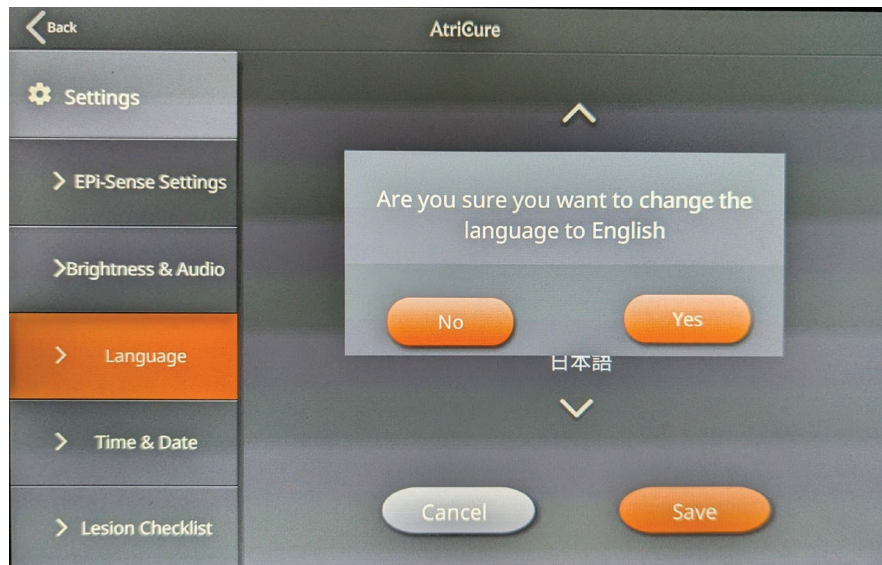 Back
AtriCure
Settings
EPi-Sense Settings
Brightness & Audio
Language
Time & Date
Lesion Checklist
Are you sure you want to change the
language to English
No
Yes
日本語
Cancel
Save